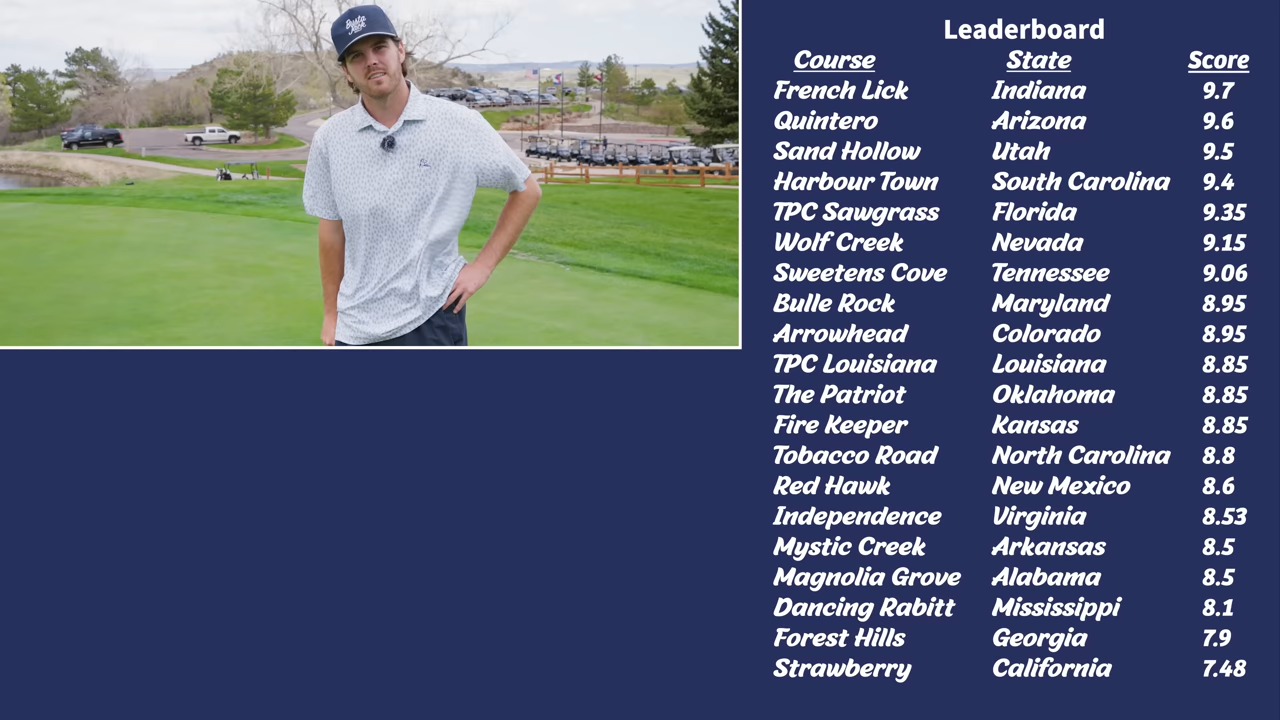 Busta Jack
Leaderboard
Course State Score
French Lick Indiana 9.7
Quintero Arizona 9.6
Sand Hollow Utah 9.5
Harbour Town South Carolina 9.4
TPC Sawgrass Florida 9.35
Wolf Creek Nevada 9.15
Sweetens Cove Tennessee 9.06
Bulle Rock Maryland 8.95
Arrowhead Colorado 8.95
TPC Louisiana Louisiana 8.85
The Patriot Oklahoma 8.85
Fire Keeper Kansas 8.85
Tobacco Road North Carolina 8.8
Red Hawk New Mexico 8.6
Independence Virginia 8.53
Mystic Creek Arkansas 8.5
Magnolia Grove Alabama 8.5
Dancing Rabitt Mississippi 8.1
Forest Hills Georgia 7.9
Strawberry California 7.48